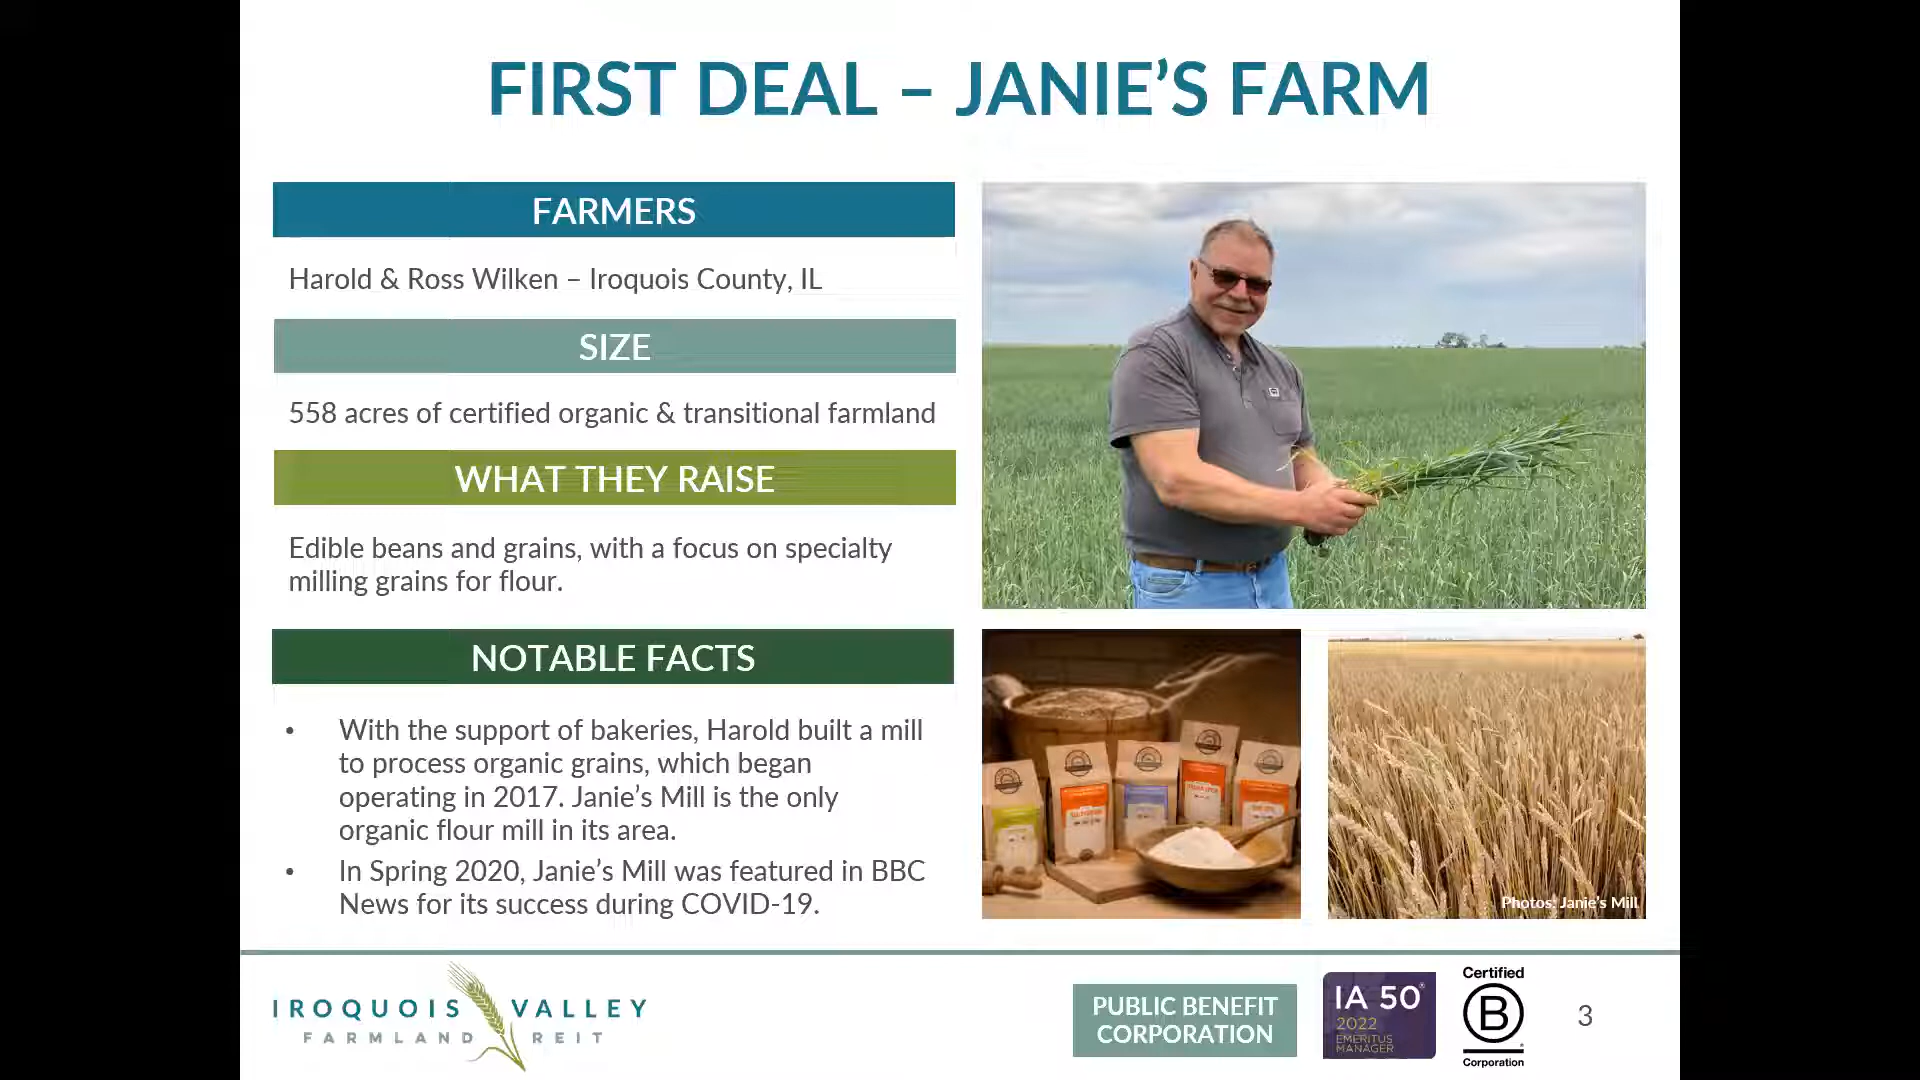 FIRST DEAL – JANIE’S FARM
FARMERS
Harold & Ross Wilken – Iroquois County, IL
SIZE
558 acres of certified organic & transitional farmland
WHAT THEY RAISE
Edible beans and grains, with a focus on specialty
milling grains for flour.
NOTABLE FACTS
• With the support of bakeries, Harold built a mill
to process organic grains, which began
operating in 2017. Janie’s Mill is the only
organic flour mill in its area.
• In Spring 2020, Janie’s Mill was featured in BBC
News for its success during COVID-19.
Photos: Janie’s Mill
IROQUOIS VALLEY
FARMLAND REIT
PUBLIC BENEFIT
CORPORATION
IA 50
2022
EMERITUS
MANAGER
Certified
B
Corporation
3